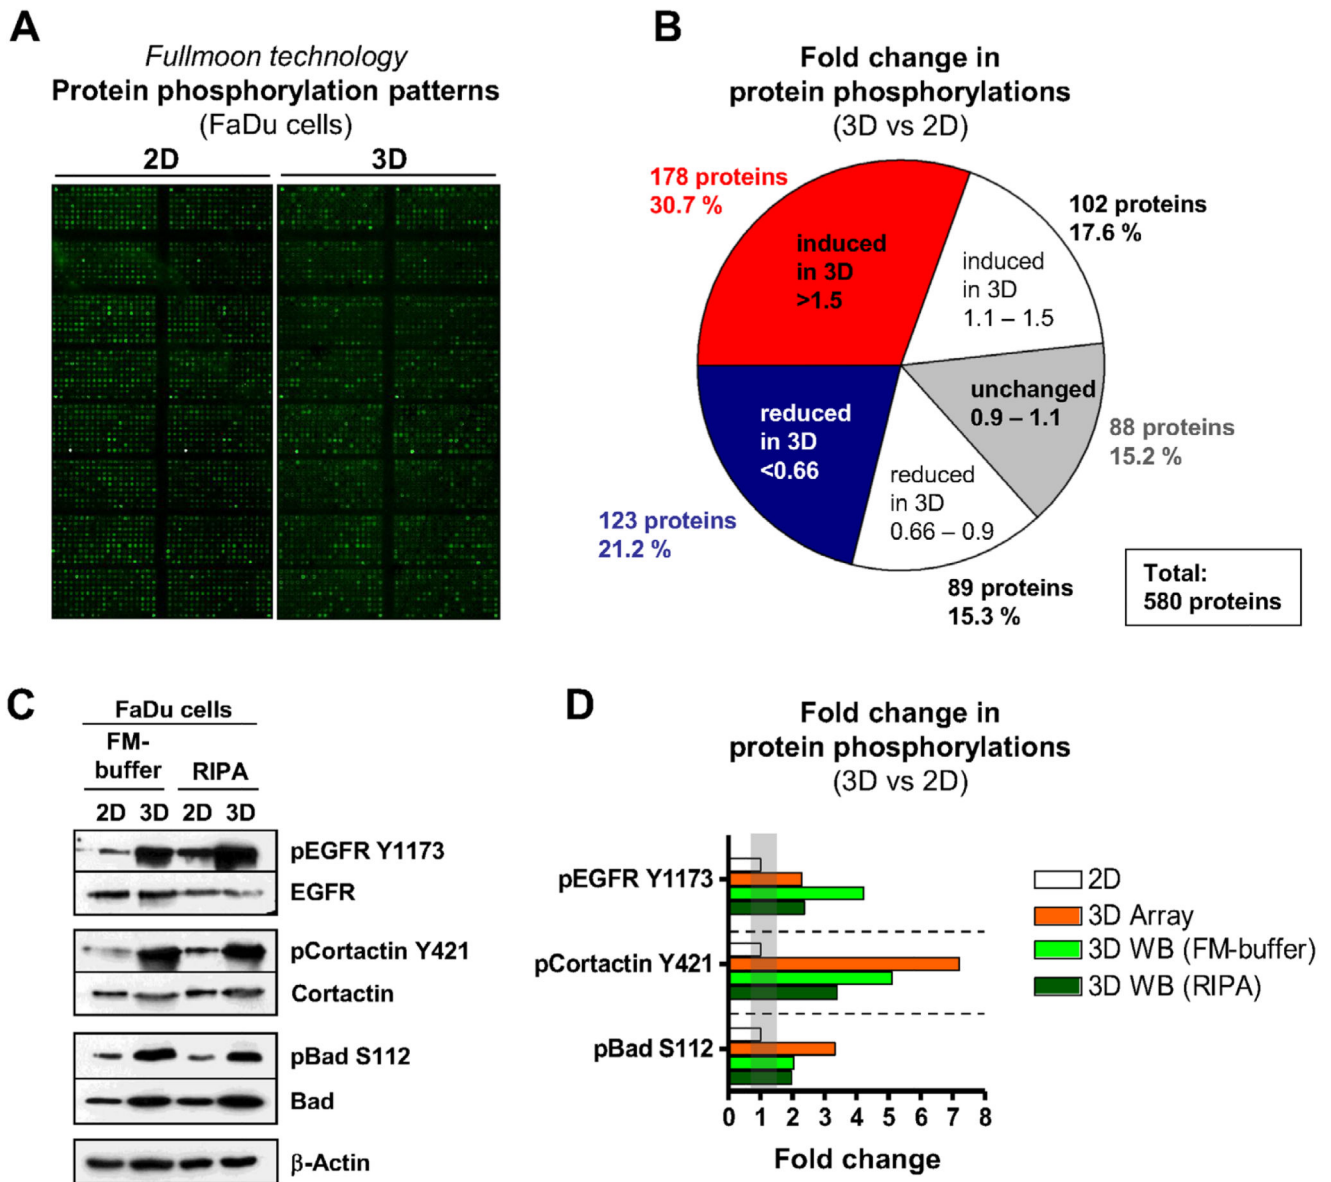 A
Fullmoon technology
Protein phosphorylation patterns
(FaDu cells)
2D
3D
B
Fold change in
protein phosphorylations
(3D vs 2D)
178 proteins
30.7 %
102 proteins
17.6 %
induced
in 3D
>1.5
induced
in 3D
1.1 – 1.5
unchanged
0.9 – 1.1
88 proteins
15.2 %
reduced
in 3D
<0.66
reduced
in 3D
0.66 – 0.9
123 proteins
21.2 %
89 proteins
15.3 %
Total:
580 proteins
C
FaDu cells
FM-
buffer
RIPA
2D 3D 2D 3D
pEGFR Y1173
EGFR
pCortactin Y421
Cortactin
pBad S112
Bad
β-Actin
D
Fold change in
protein phosphorylations
(3D vs 2D)
pEGFR Y1173
pCortactin Y421
pBad S112
0 1 2 3 4 5 6 7 8
Fold change
2D
3D Array
3D WB (FM-buffer)
3D WB (RIPA)